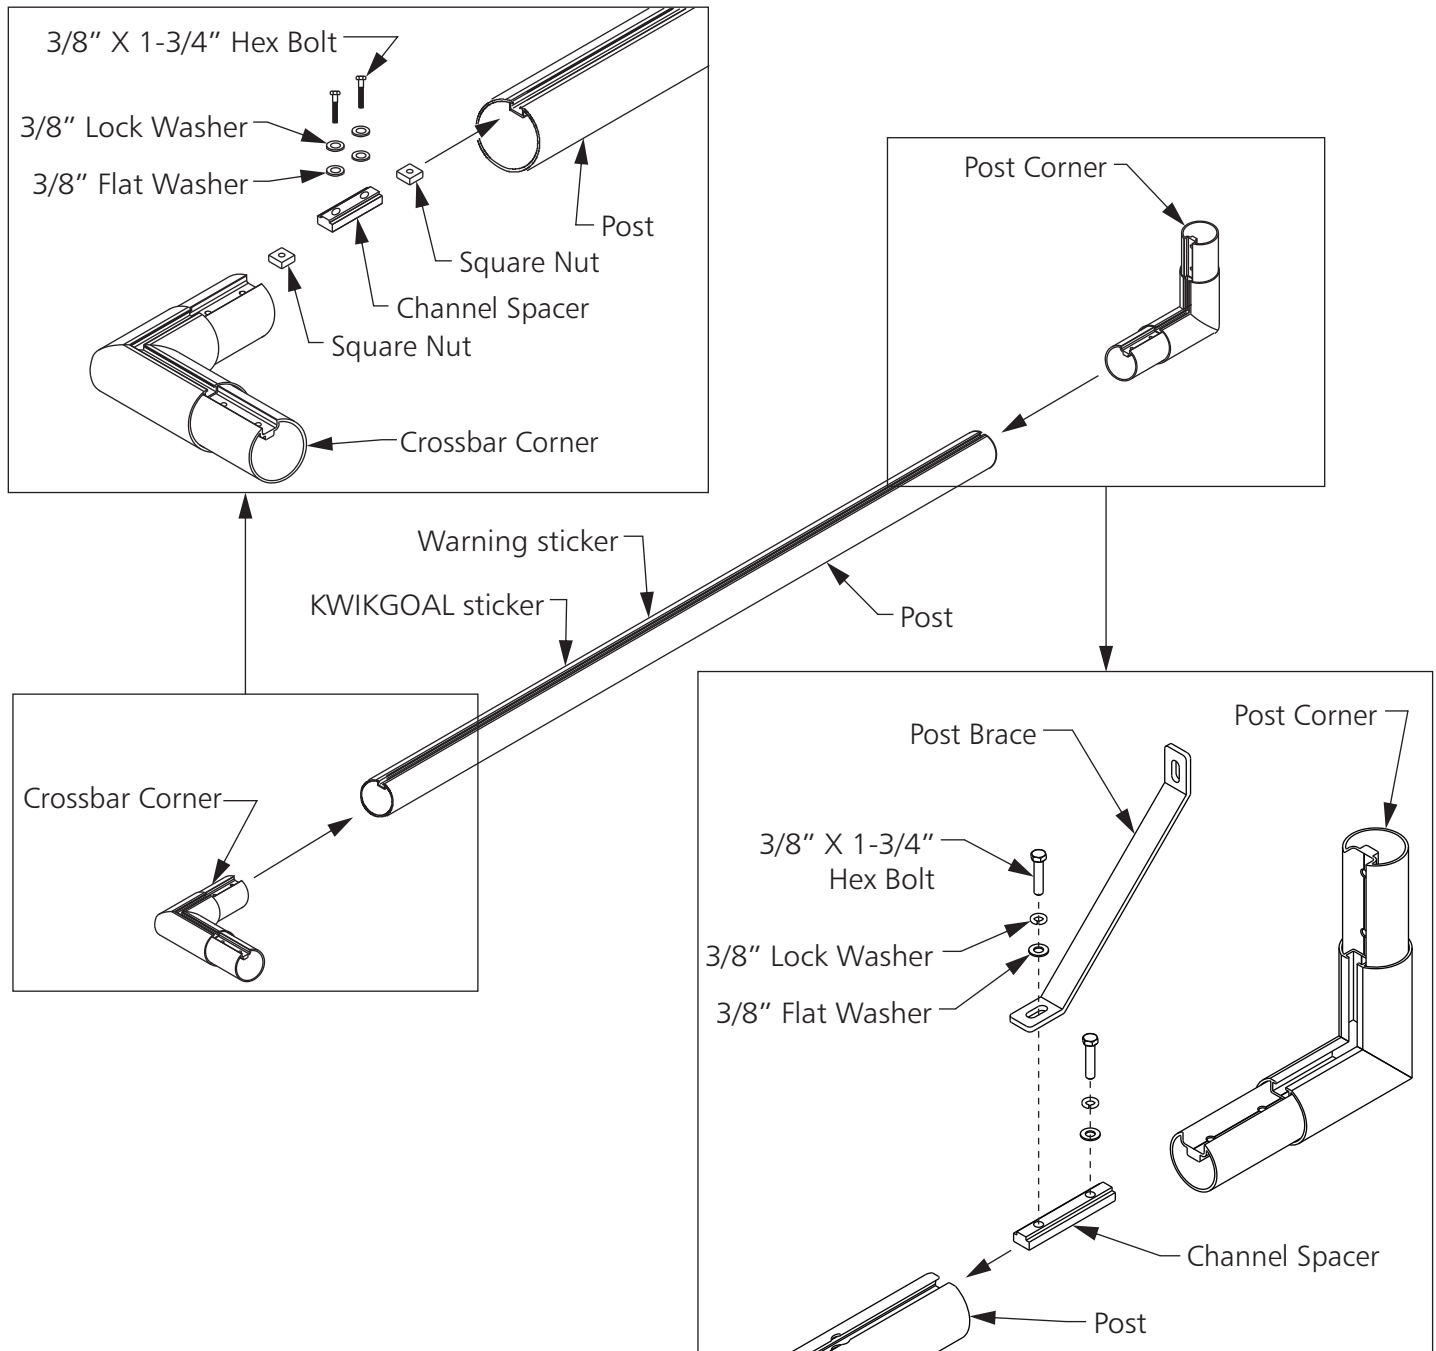 3/8” X 1-3/4” Hex Bolt
3/8” Lock Washer
3/8” Flat Washer
Post
Square Nut
Channel Spacer
Square Nut
Crossbar Corner
Post Corner
Warning sticker
KWIKGOAL sticker
Post
Crossbar Corner
Post Corner
Post Brace
3/8” X 1-3/4”
Hex Bolt
3/8” Lock Washer
3/8” Flat Washer
Channel Spacer
Post